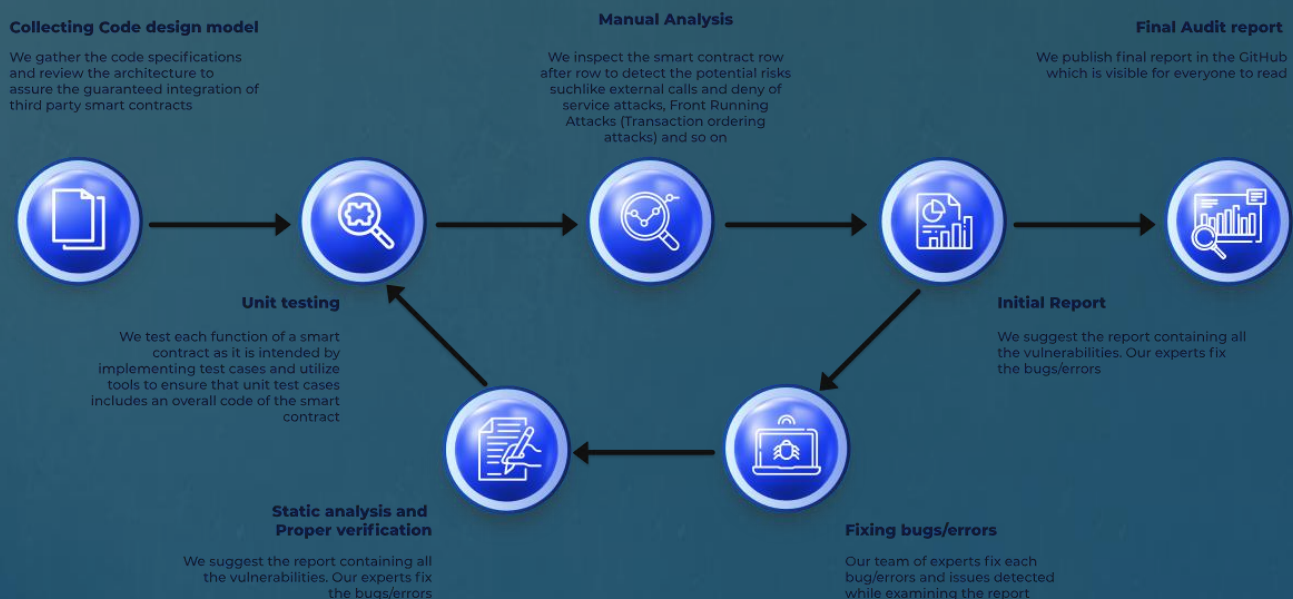 Collecting Code design model
We gather the code specifications
and review the architecture to
assure the guaranteed integration of
third party smart contracts
Manual Analysis
We inspect the smart contract row
after row to detect the potential risks
suchlike external calls and deny of
service attacks, Front Running
Attacks (Transaction ordering
attacks) and so on
Final Audit report
We publish final report in the GitHub
which is visible for everyone to read
Unit testing
We test each function of a smart
contract as it is intended by
implementing test cases and utilize
tools to ensure that unit test cases
includes an overall code of the smart
contract
Initial Report
We suggest the report containing all
the vulnerabilities. Our experts fix
the bugs/errors
Static analysis and
Proper verification
We suggest the report containing all
the vulnerabilities. Our experts fix
the bugs/errors
Fixing bugs/errors
Our team of experts fix each
bug/errors and issues detected
while examining the report